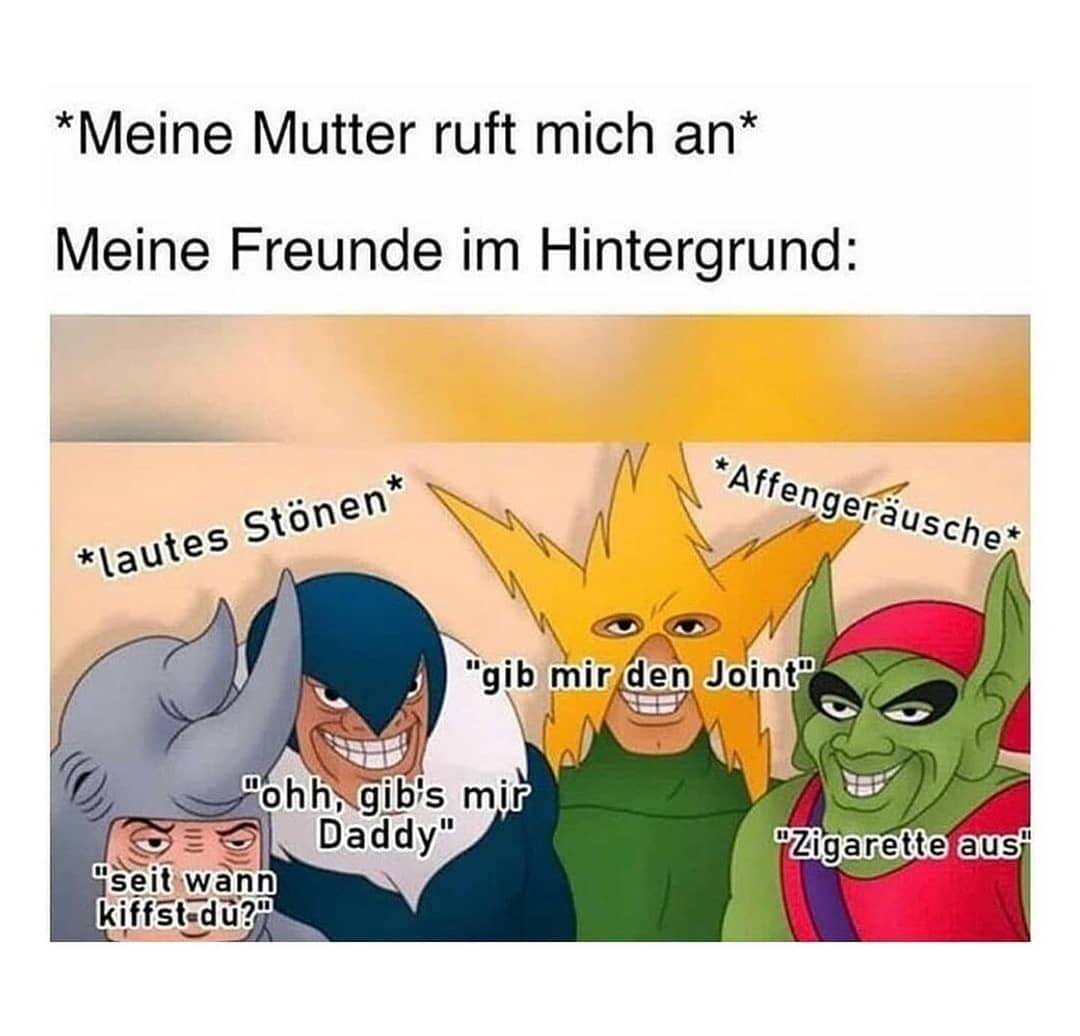 *Meine Mutter ruft mich an*
Meine Freunde im Hintergrund:
*lautes Stönen*
*Affengeräusche*
"gib mir den Joint"
"ohh, gib's mir
Daddy"
"Zigarette aus"
"seit wann
kiffst du?"